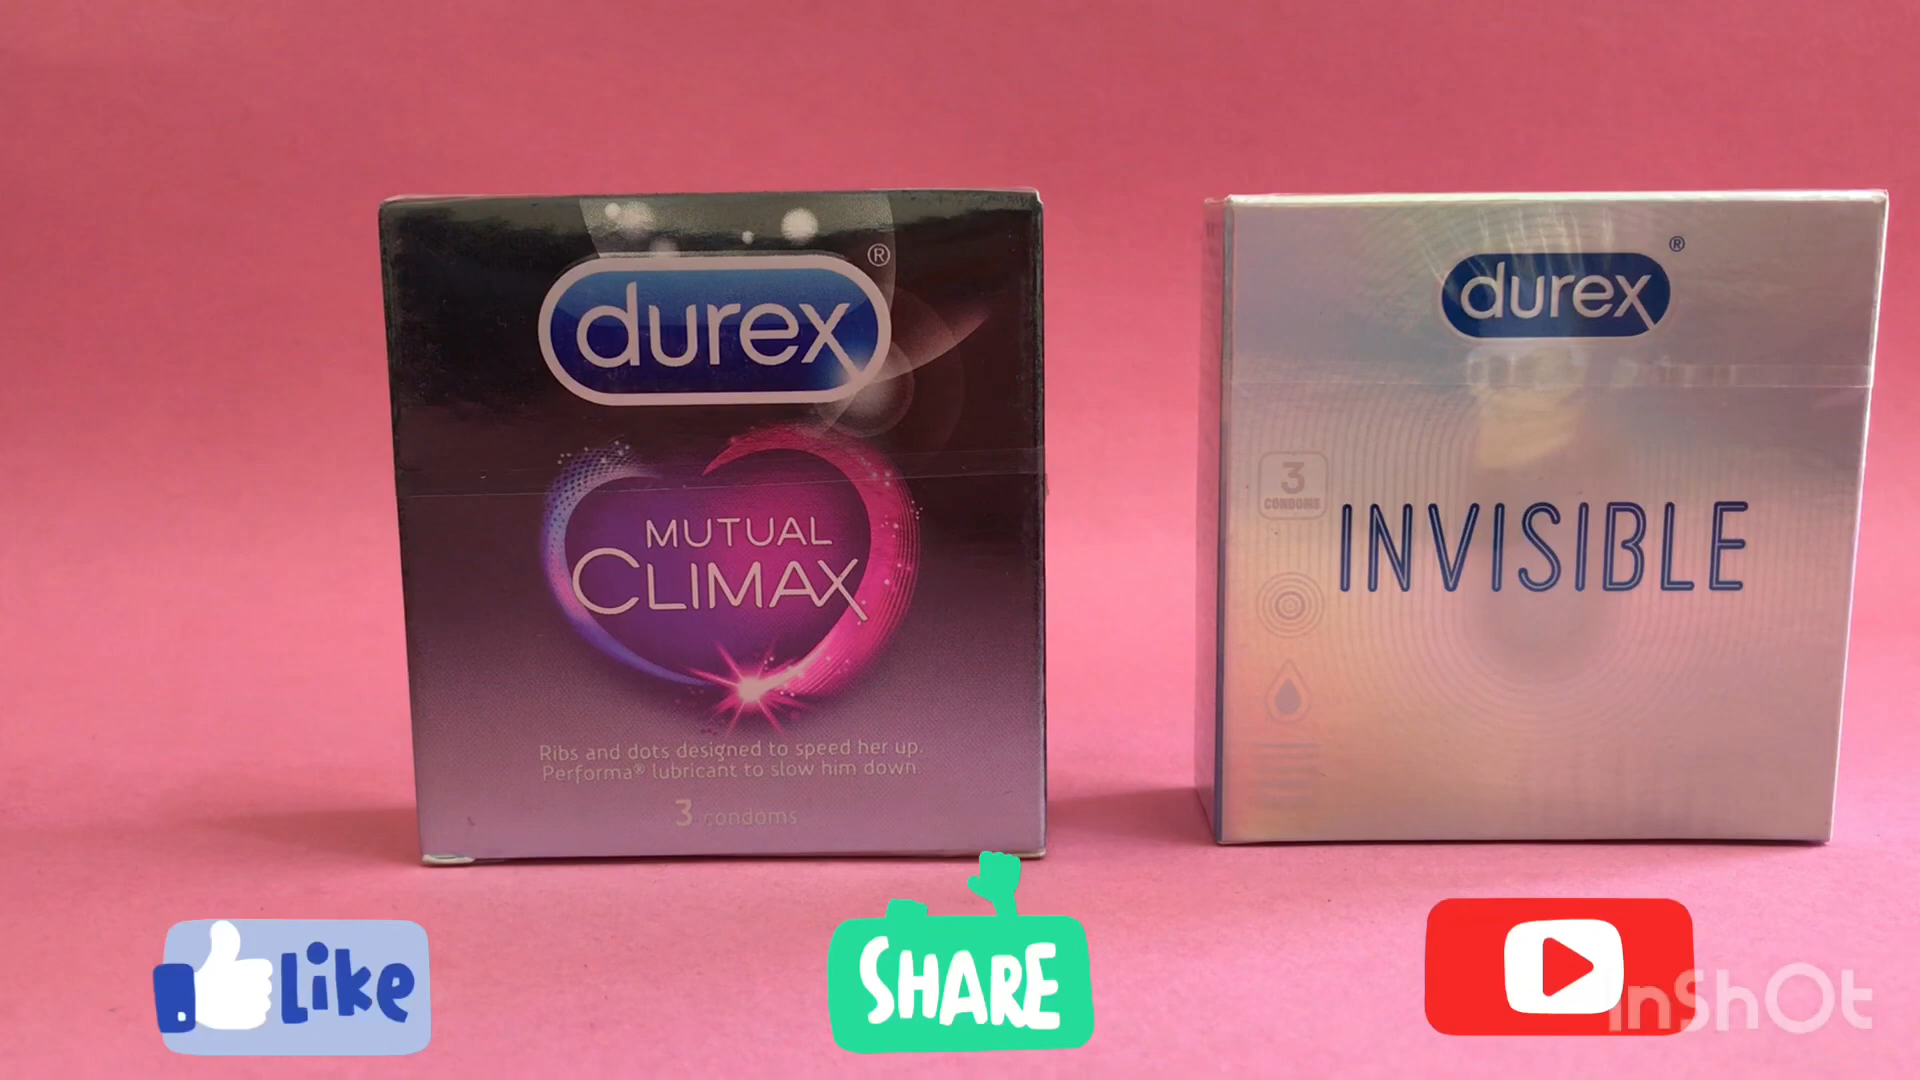 durex®
MUTUAL
CLIMAX
Ribs and dots designed to speed her up.
Performa® lubricant to slow him down.
3 condoms
durex®
3
CONDOMS
INVISIBLE
Like
SHARE
InShOt